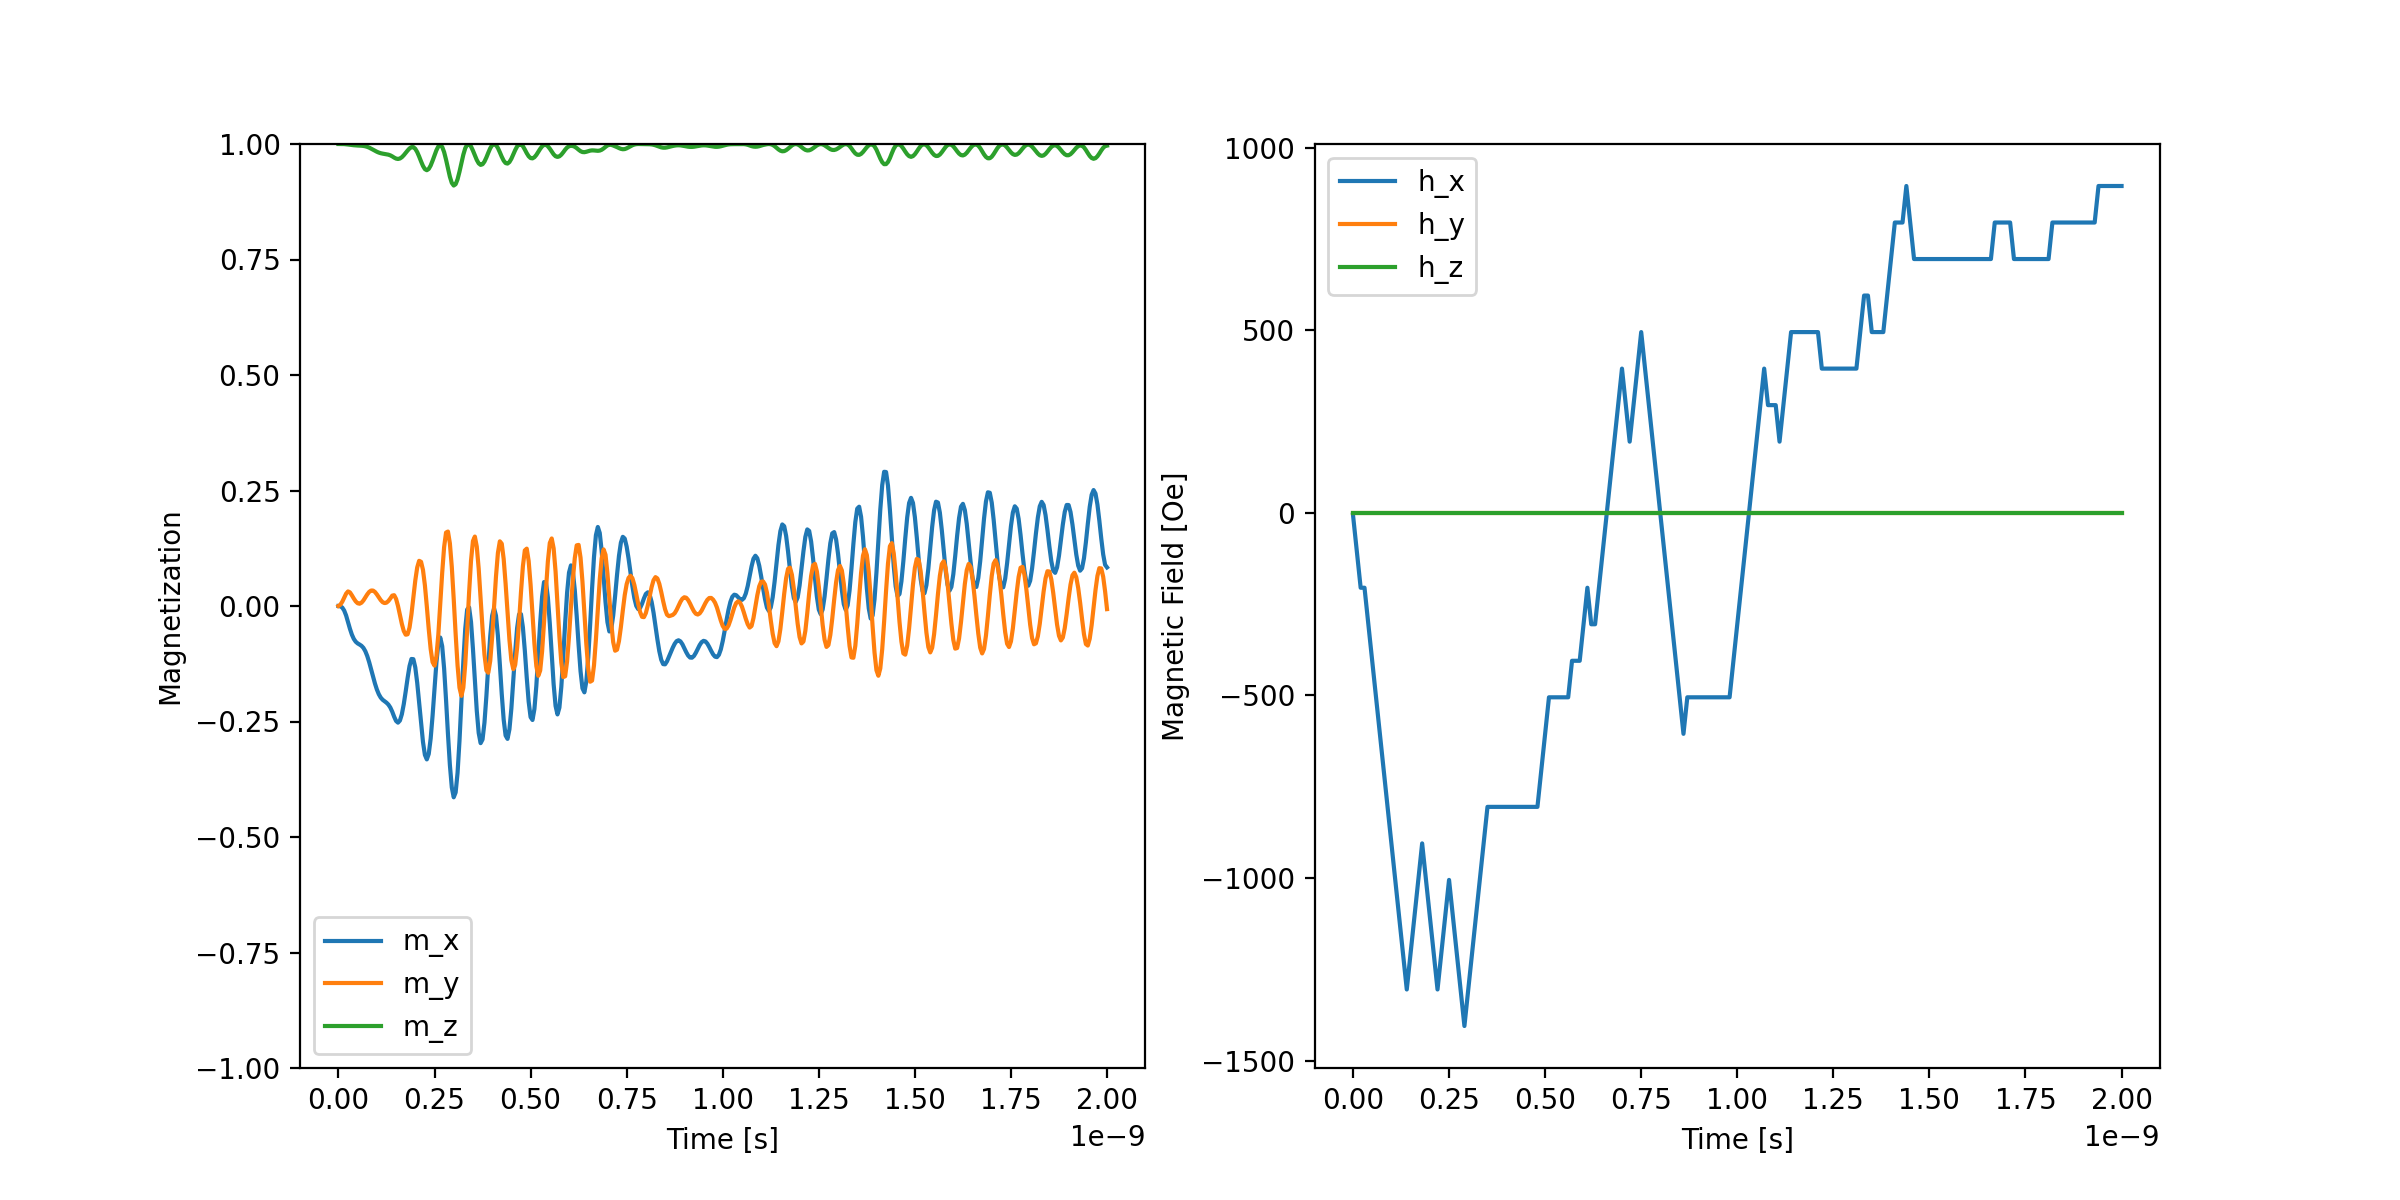 Magnetization
1.00
0.75
0.50
0.25
0.00
−0.25
−0.50
−0.75
−1.00
m_x
m_y
m_z
0.00 0.25 0.50 0.75 1.00 1.25 1.50 1.75 2.00
Time [s]
1e−9
Magnetic Field [Oe]
1000
500
0
−500
−1000
−1500
h_x
h_y
h_z
0.00 0.25 0.50 0.75 1.00 1.25 1.50 1.75 2.00
Time [s]
1e−9